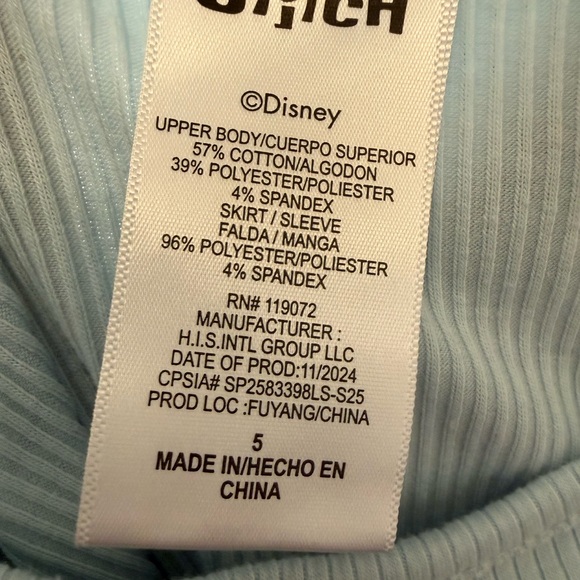 STITCH
©Disney
UPPER BODY/CUERPO SUPERIOR
57% COTTON/ALGODON
39% POLYESTER/POLIESTER
4% SPANDEX
SKIRT / SLEEVE
FALDA / MANGA
96% POLYESTER/POLIESTER
4% SPANDEX
RN# 119072
MANUFACTURER :
H.I.S.INTL GROUP LLC
DATE OF PROD:11/2024
CPSIA# SP2583398LS-S25
PROD LOC :FUYANG/CHINA
5
MADE IN/HECHO EN
CHINA